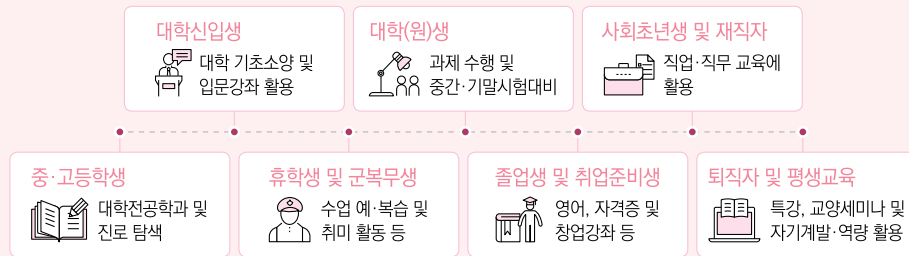 대학신입생
대학 기초소양 및
입문강좌 활용
대학(원)생
과제 수행 및
중간·기말시험대비
사회초년생 및 재직자
직업·직무 교육에
활용
중·고등학생
대학전공학과 및
진로 탐색
휴학생 및 군복무생
수업 예·복습 및
취미 활동 등
졸업생 및 취업준비생
영어, 자격증 및
창업강좌 등
퇴직자 및 평생교육
특강, 교양세미나 및
자기계발·역량 활용